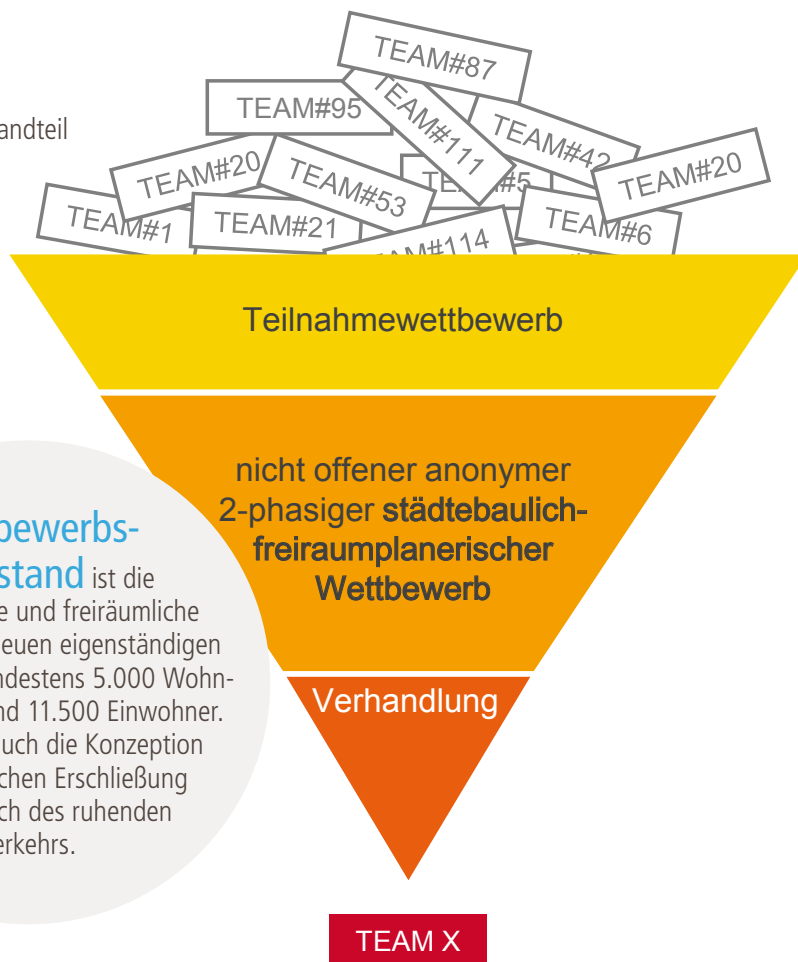 andteil
TEAM#87
TEAM#95
TEAM#111
TEAM#42
TEAM#20
TEAM#53
TEAM#5
TEAM#20
TEAM#1
TEAM#21
TEAM#6
M#114
Teilnahmewettbewerb
nicht offener anonymer
2-phasiger städtebaulich-
freiraumplanerischer
Wettbewerb
bewerbs-
stand ist die
e und freiräumliche
euen eigenständigen
ndestens 5.000 Wohn-
nd 11.500 Einwohner.
uch die Konzeption
chen Erschließung
ch des ruhenden
erkehrs.
Verhandlung
TEAM X